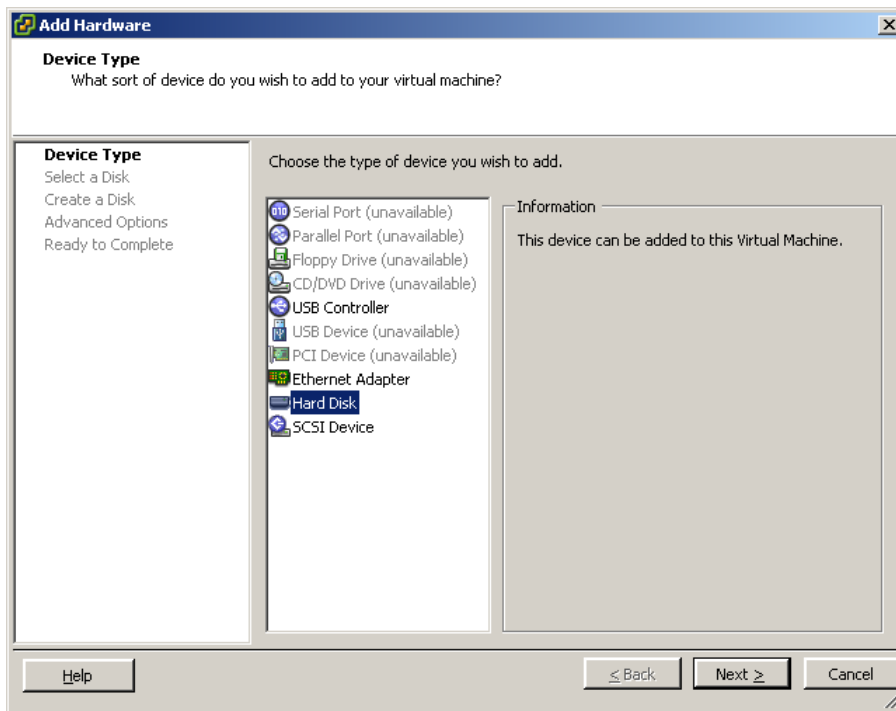 Add Hardware
Device Type
What sort of device do you wish to add to your virtual machine?
Device Type
Select a Disk
Create a Disk
Advanced Options
Ready to Complete
Choose the type of device you wish to add.
Serial Port (unavailable)
Parallel Port (unavailable)
Floppy Drive (unavailable)
CD/DVD Drive (unavailable)
USB Controller
USB Device (unavailable)
PCI Device (unavailable)
Ethernet Adapter
Hard Disk
SCSI Device
Information
This device can be added to this Virtual Machine.
Help
< Back
Next >
Cancel